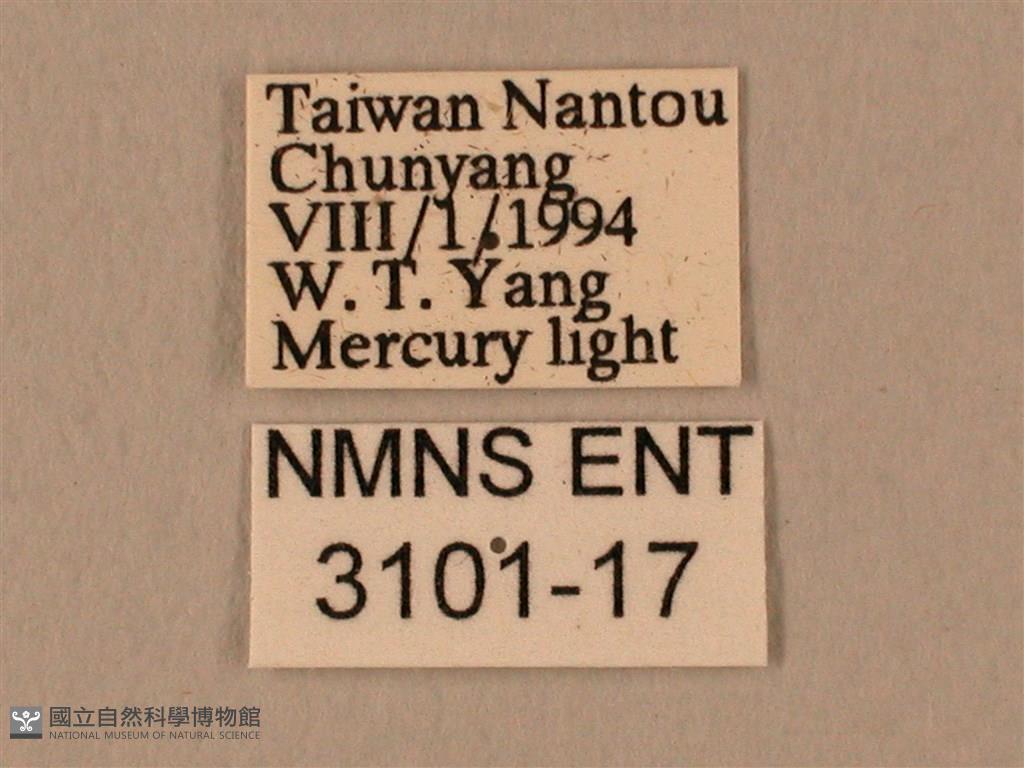 Taiwan Nantou
Chunyang
VIII/1/1994
W. T. Yang
Mercury light
NMNS ENT
3101-17
國立自然科學博物館
NATIONAL MUSEUM OF NATURAL SCIENCE